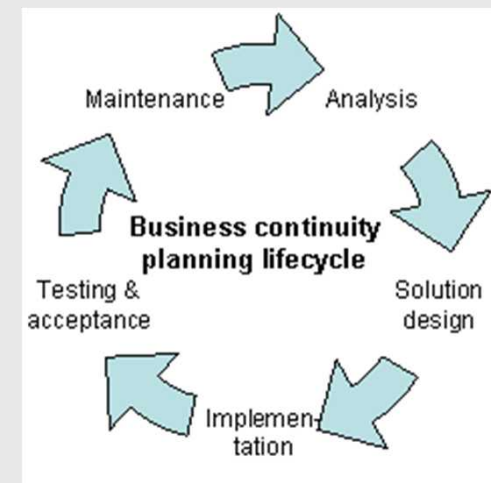 Maintenance
Analysis
Business continuity
planning lifecycle
Testing &
acceptance
Solution
design
Implemen-
tation